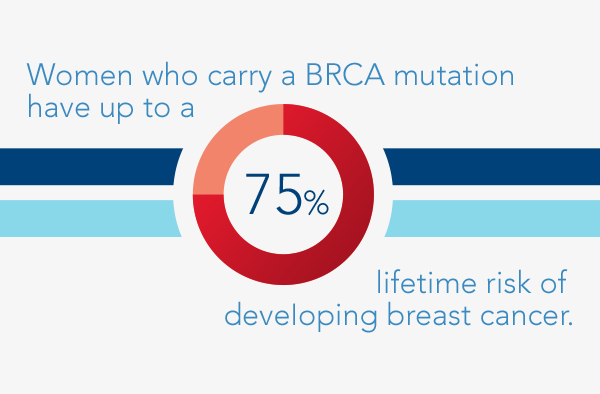 Women who carry a BRCA mutation
have up to a
75%
lifetime risk of
developing breast cancer.